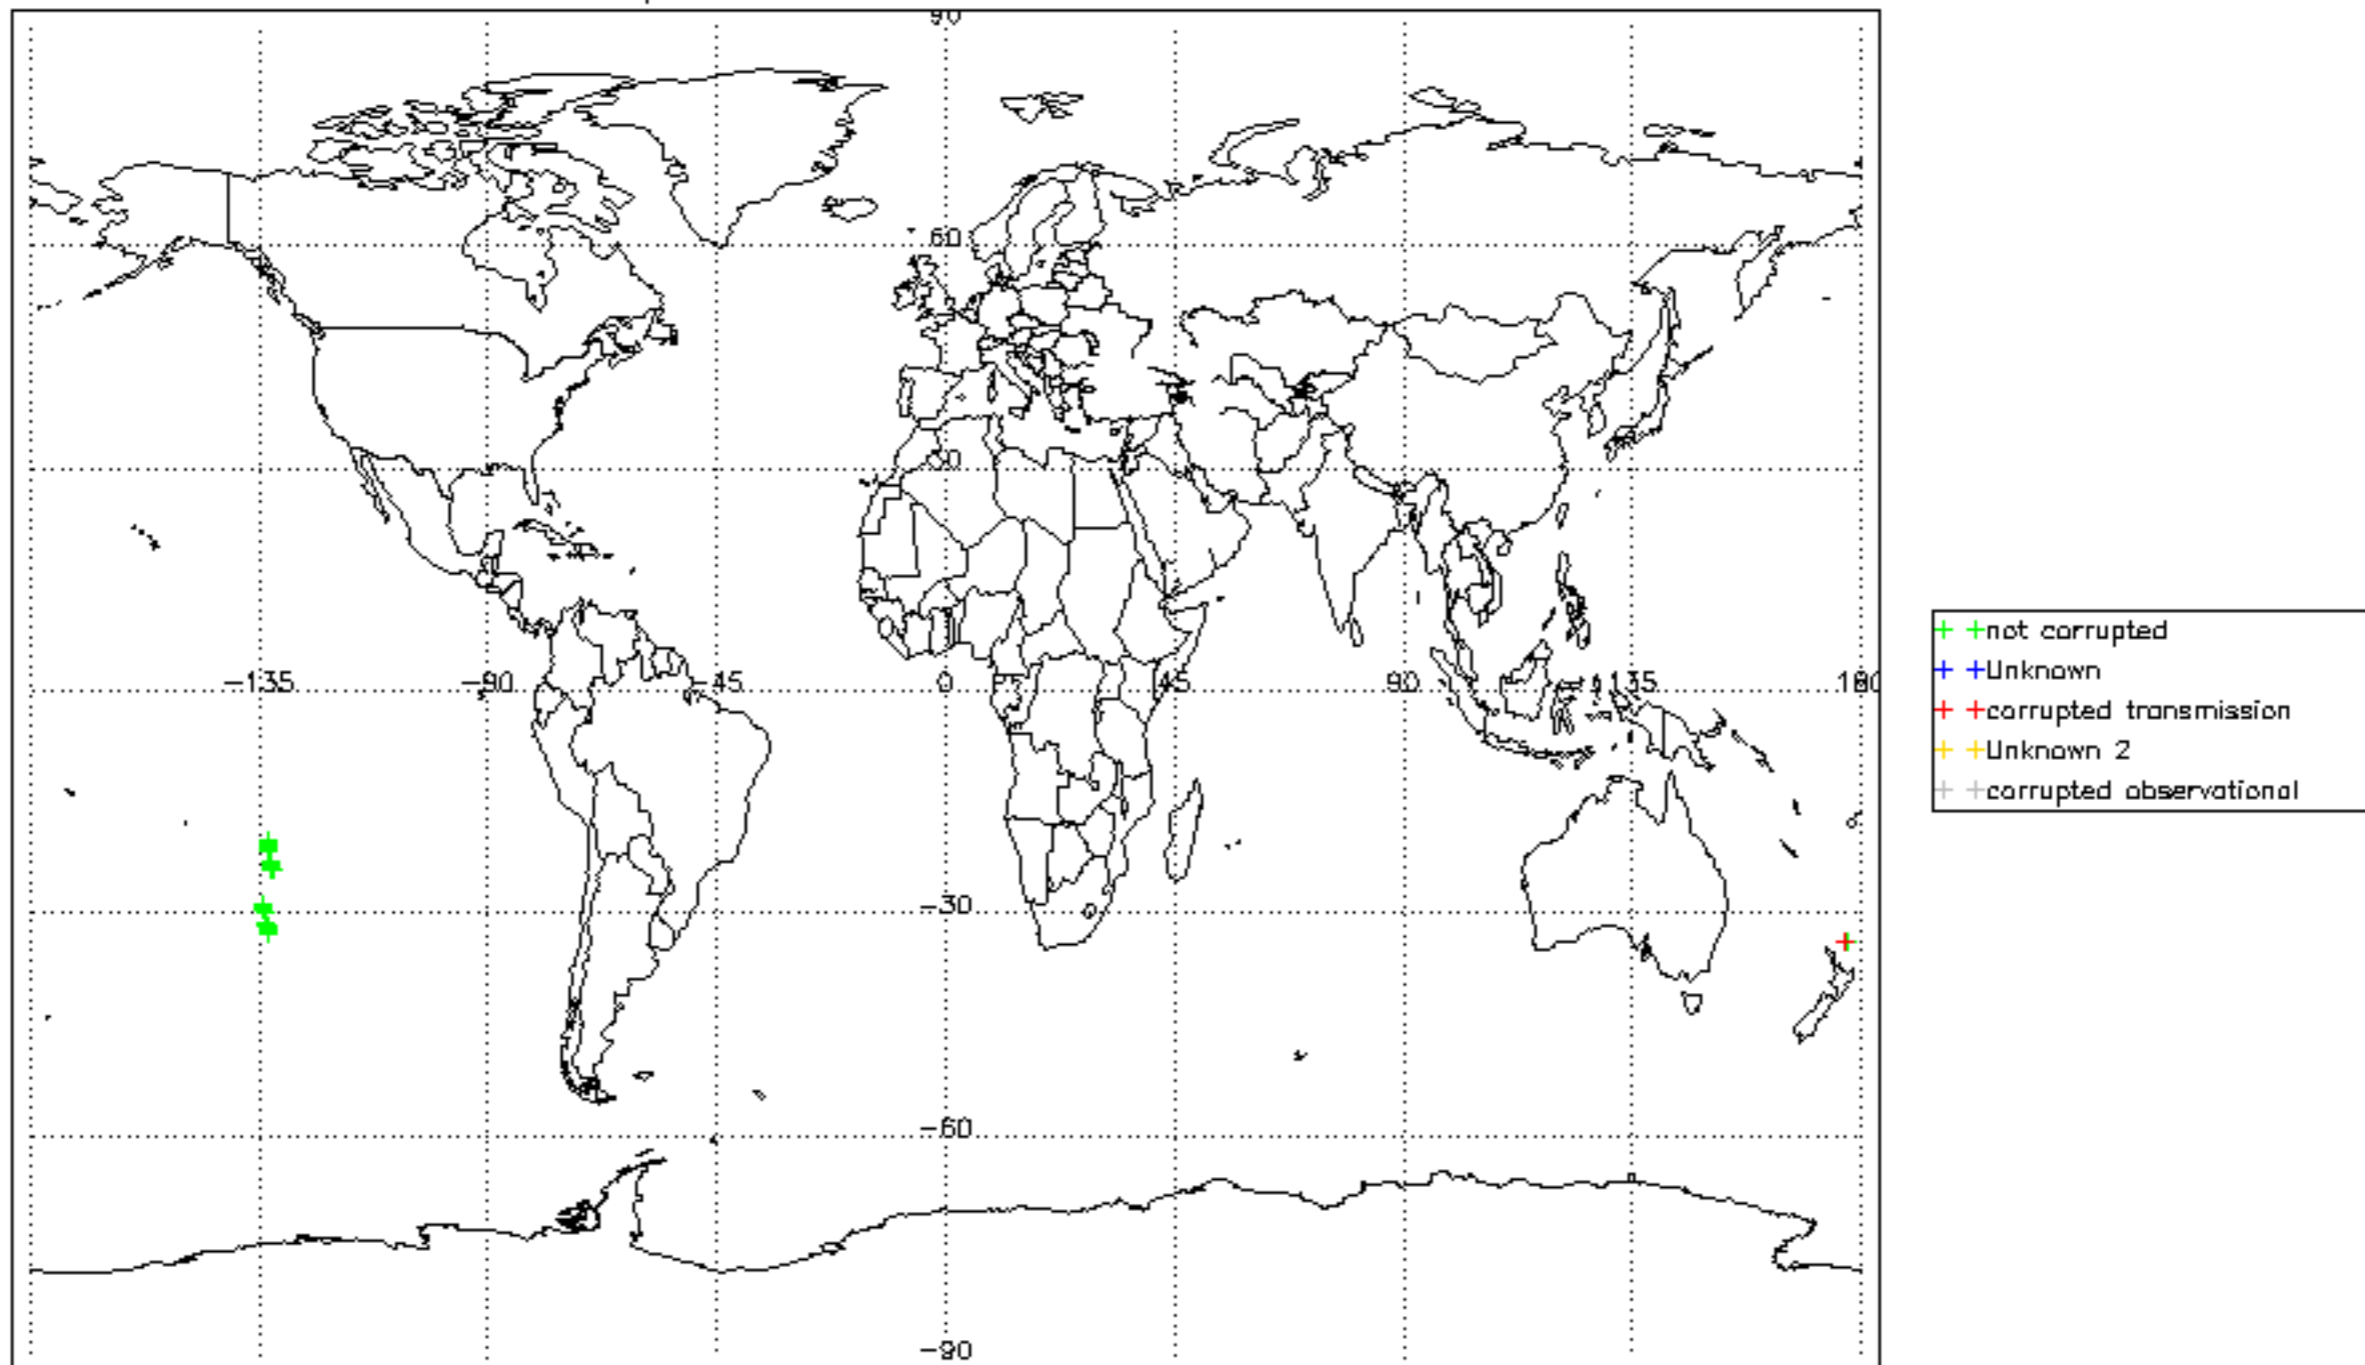 90
60
30
-135 -90 -45 0 45 90 135 180
-30
-60
-90
not corrupted
Unknown
corrupted transmission
Unknown 2
corrupted observational